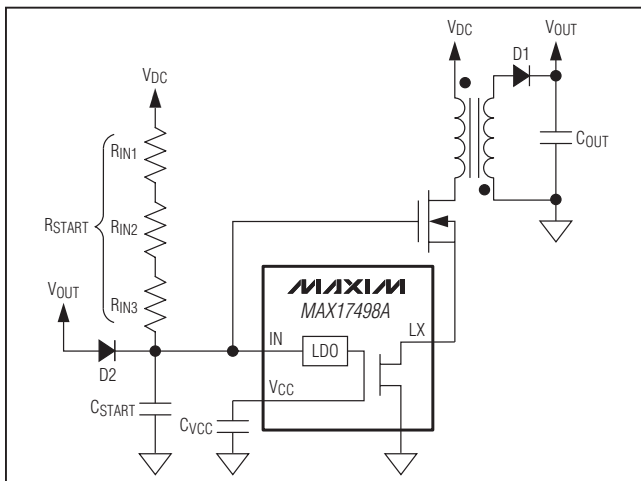 VDC
VOUT
D1
VDC
RIN1
COUT
RSTART
RIN2
VOUT
RIN3
MAXIM
MAX17498A
IN
LDO
LX
D2
VCC
CSTART
CVCC